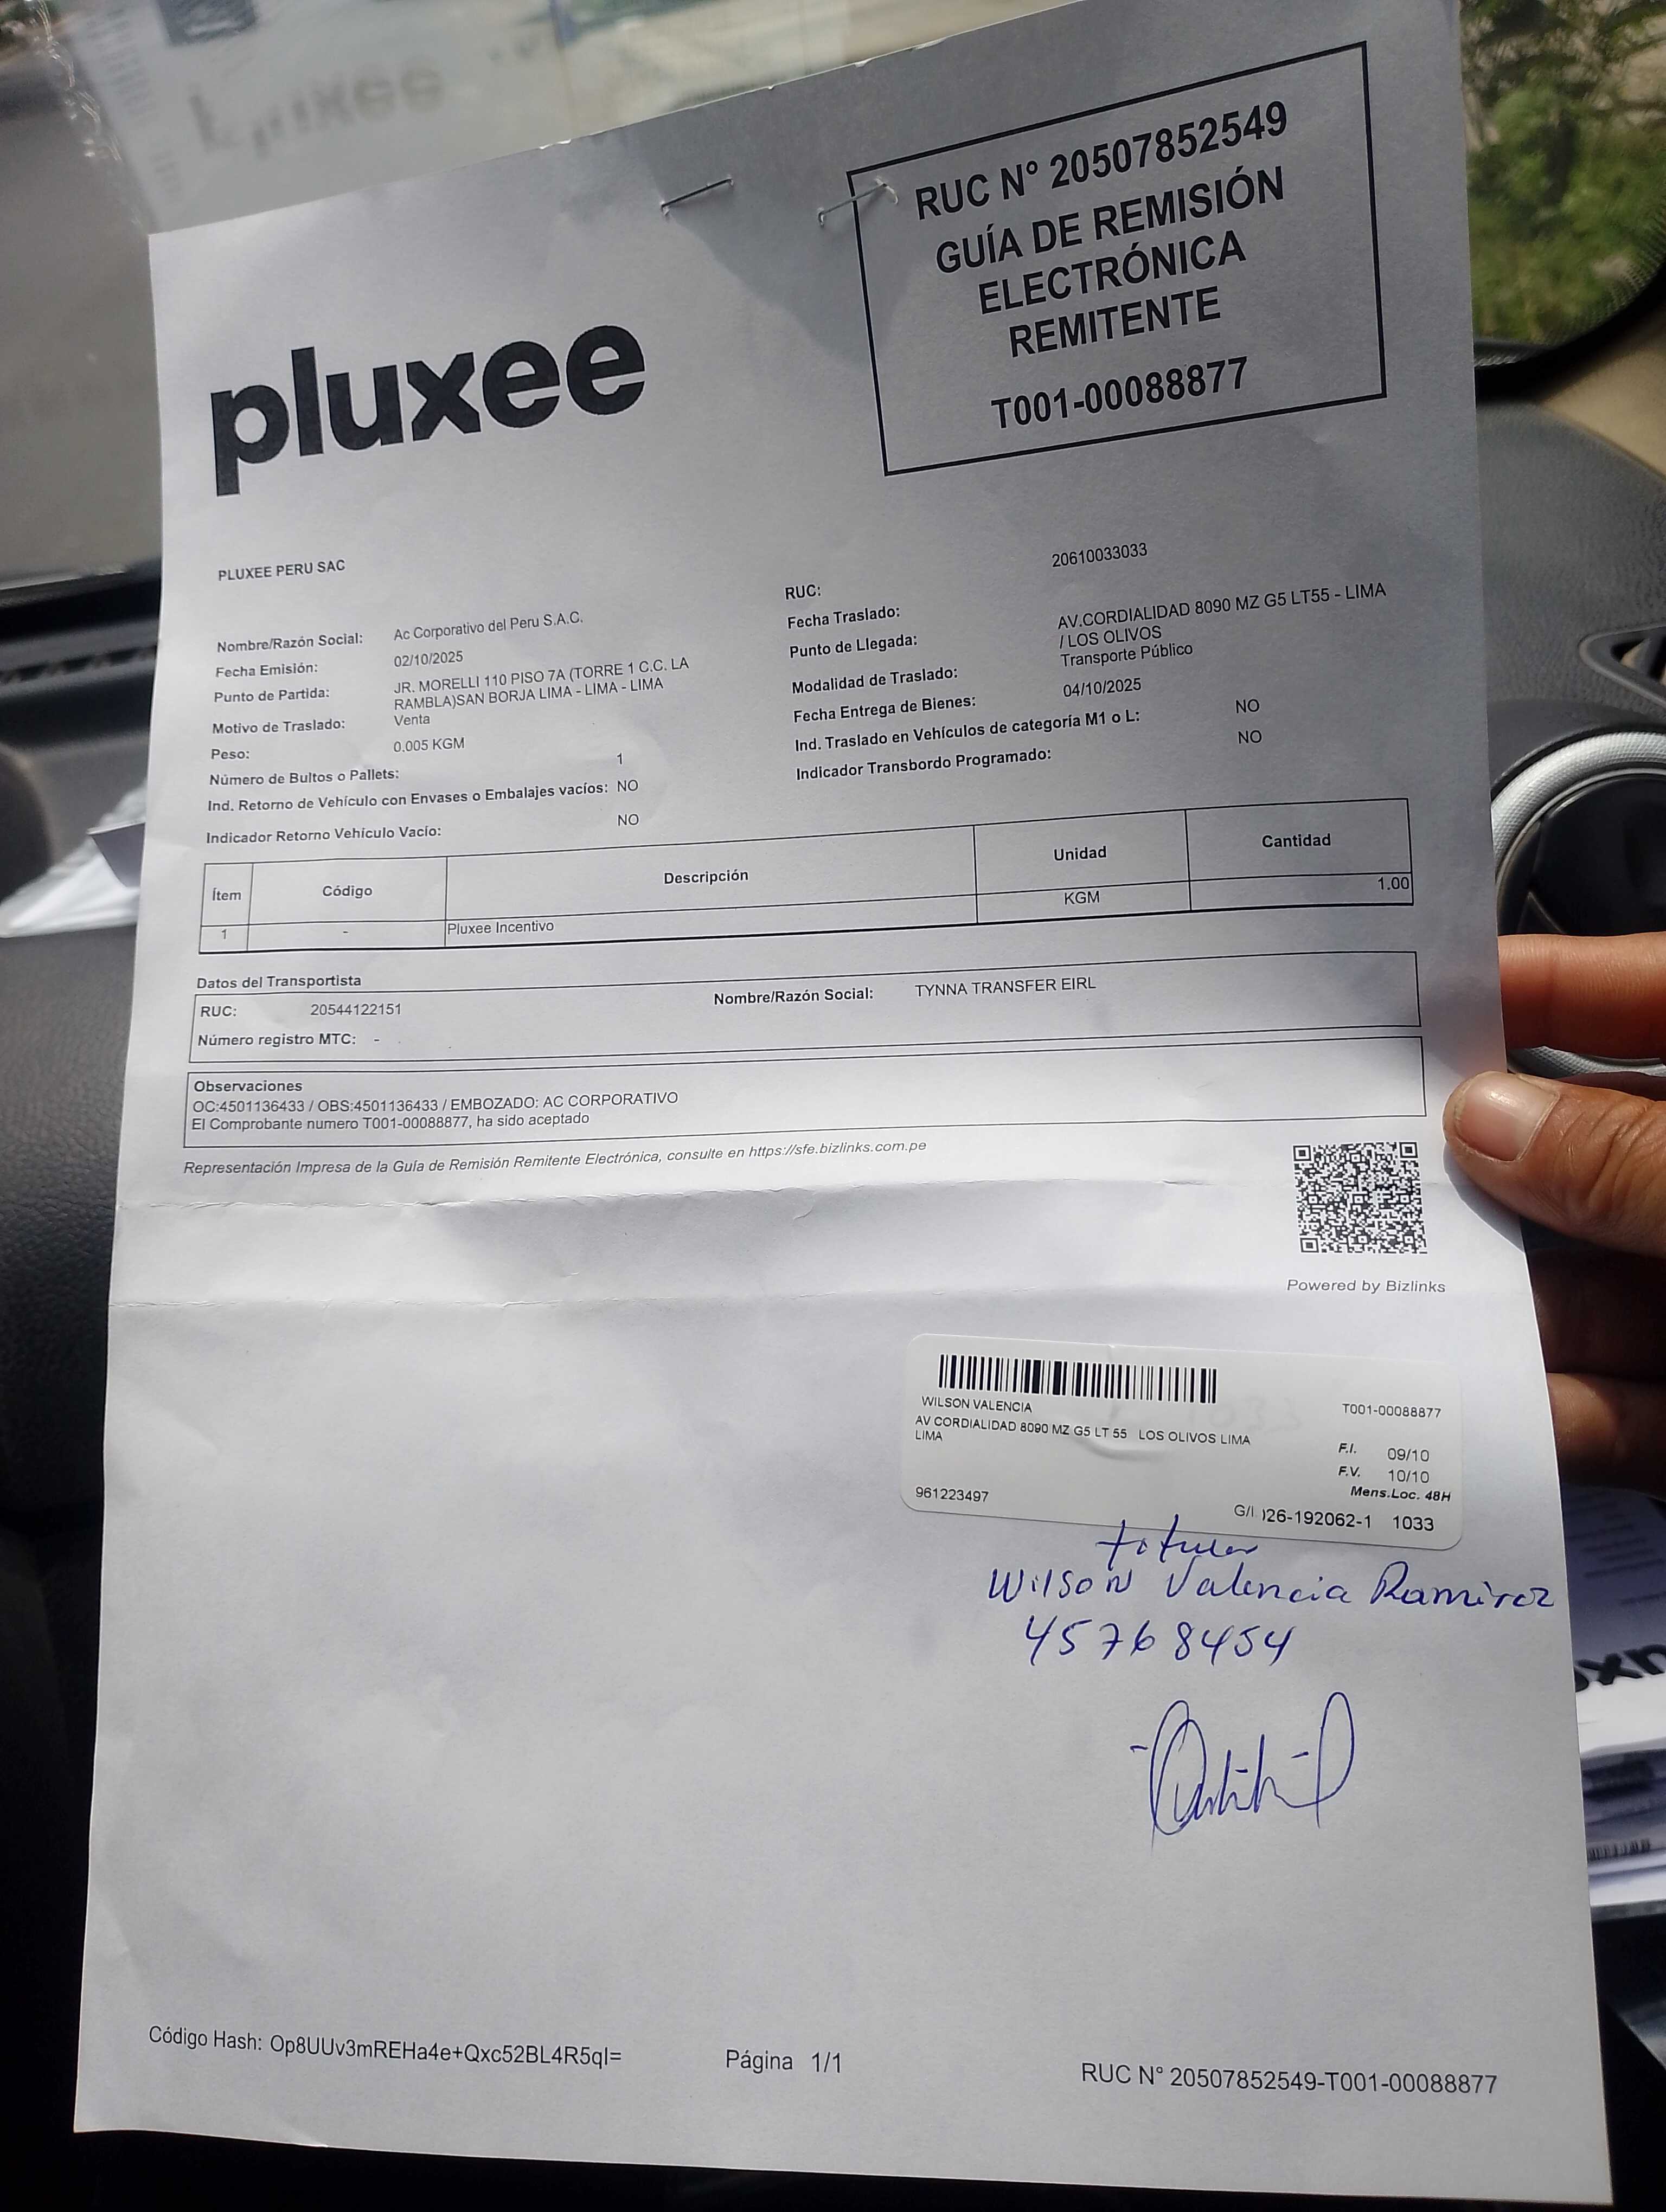 RUC N° 20507852549
GUÍA DE REMISIÓN
ELECTRÓNICA
REMITENTE
T001-00088877
pluxee
PLUXEE PERU SAC
Nombre/Razón Social: Ac Corporativo del Peru S.A.C.
Fecha Emisión: 02/10/2025
Punto de Partida: JR. MORELLI 110 PISO 7A (TORRE 1 C.C. LA
RAMBLA)SAN BORJA LIMA - LIMA - LIMA
Motivo de Traslado: Venta
Peso: 0.005 KGM
Número de Bultos o Pallets: 1
Ind. Retorno de Vehículo con Envases o Embalajes vacíos: NO
Indicador Retorno Vehículo Vacío: NO
RUC: 20610033033
Fecha Traslado:
Punto de Llegada: AV.CORDIALIDAD 8090 MZ G5 LT55 - LIMA
/ LOS OLIVOS
Modalidad de Traslado: Transporte Público
Fecha Entrega de Bienes: 04/10/2025
Ind. Traslado en Vehículos de categoría M1 o L: NO
Indicador Transbordo Programado: NO
Ítem Código Descripción Unidad Cantidad
1 - Pluxee Incentivo KGM 1.00
Datos del Transportista
RUC: 20544122151 Nombre/Razón Social: TYNNA TRANSFER EIRL
Número registro MTC: -
Observaciones
OC:4501136433 / OBS:4501136433 / EMBOZADO: AC CORPORATIVO
El Comprobante numero T001-00088877, ha sido aceptado
Representación Impresa de la Guía de Remisión Remitente Electrónica, consulte en https://sfe.bizlinks.com.pe
Powered by Bizlinks
WILSON VALENCIA T001-00088877
AV CORDIALIDAD 8090 MZ G5 LT 55 LOS OLIVOS LIMA
LIMA
F.I. 09/10
F.V. 10/10
Mens.Loc. 48H
961223497
G/I 026-192062-1 1033
titular
Wilson Valencia Ramirez
45768454
Código Hash: Op8UUv3mREHa4e+Qxc52BL4R5qI=
Página 1/1
RUC N° 20507852549-T001-00088877